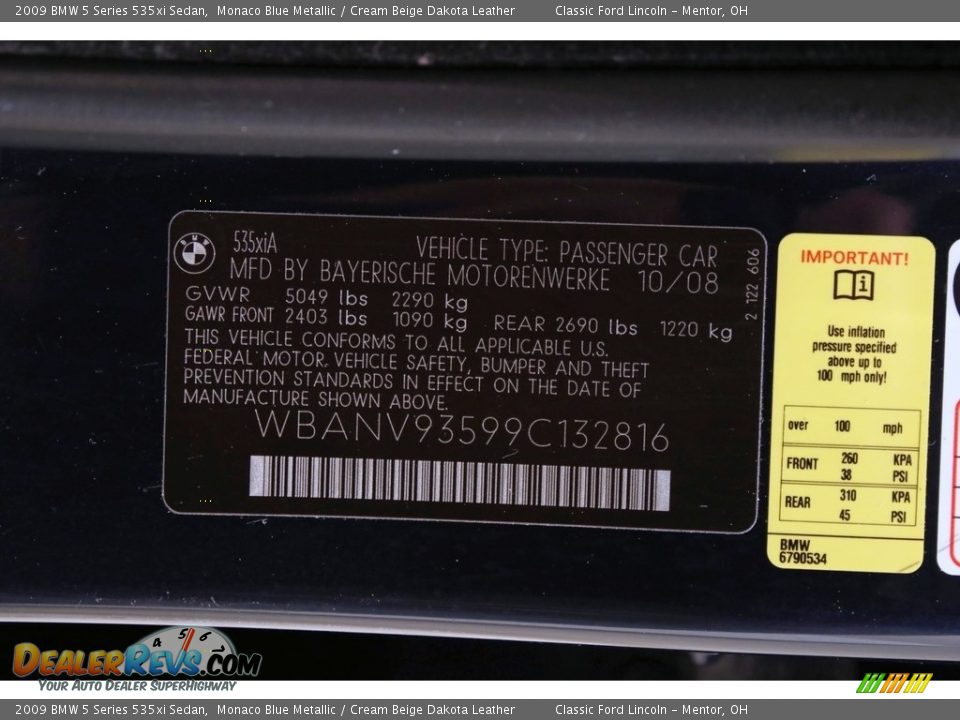 2009 BMW 5 Series 535xi Sedan, Monaco Blue Metallic / Cream Beige Dakota Leather Classic Ford Lincoln - Mentor, OH
BMW
535xiA
VEHICLE TYPE: PASSENGER CAR
MFD BY BAYERISCHE MOTORENWERKE 10/08
GVWR 5049 lbs 2290 kg
GAWR FRONT 2403 lbs 1090 kg REAR 2690 lbs 1220 kg
THIS VEHICLE CONFORMS TO ALL APPLICABLE U.S.
FEDERAL MOTOR VEHICLE SAFETY, BUMPER AND THEFT
PREVENTION STANDARDS IN EFFECT ON THE DATE OF
MANUFACTURE SHOWN ABOVE.
WBANV93599C132816
2 122 606
IMPORTANT!
i
Use inflation
pressure specified
above up to
100 mph only!
over 100 mph
FRONT 260 KPA
38 PSI
REAR 310 KPA
45 PSI
BMW
6790534
4 5 6
DEALERREVS.COM
YOUR AUTO DEALER SUPERHIGHWAY
2009 BMW 5 Series 535xi Sedan, Monaco Blue Metallic / Cream Beige Dakota Leather Classic Ford Lincoln - Mentor, OH